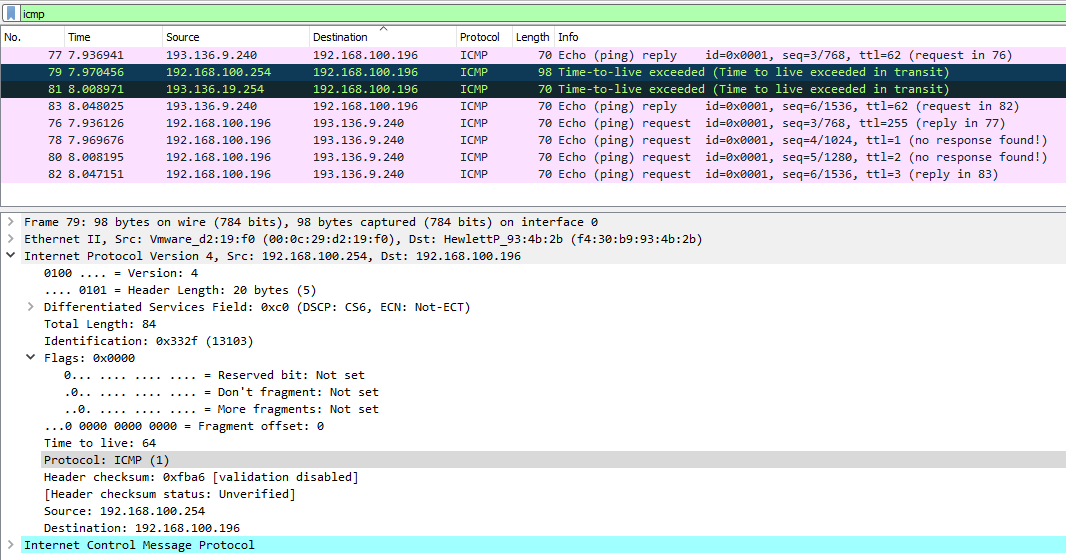 icmp
No. Time Source Destination Protocol Length Info
77 7.936941 193.136.9.240 192.168.100.196 ICMP 70 Echo (ping) reply id=0x0001, seq=3/768, ttl=62 (request in 76)
79 7.970456 192.168.100.254 192.168.100.196 ICMP 98 Time-to-live exceeded (Time to live exceeded in transit)
81 8.008971 193.136.19.254 192.168.100.196 ICMP 70 Time-to-live exceeded (Time to live exceeded in transit)
83 8.048025 193.136.9.240 192.168.100.196 ICMP 70 Echo (ping) reply id=0x0001, seq=6/1536, ttl=62 (request in 82)
76 7.936126 192.168.100.196 193.136.9.240 ICMP 70 Echo (ping) request id=0x0001, seq=3/768, ttl=255 (reply in 77)
78 7.969676 192.168.100.196 193.136.9.240 ICMP 70 Echo (ping) request id=0x0001, seq=4/1024, ttl=1 (no response found!)
80 8.008195 192.168.100.196 193.136.9.240 ICMP 70 Echo (ping) request id=0x0001, seq=5/1280, ttl=2 (no response found!)
82 8.047151 192.168.100.196 193.136.9.240 ICMP 70 Echo (ping) request id=0x0001, seq=6/1536, ttl=3 (reply in 83)
Frame 79: 98 bytes on wire (784 bits), 98 bytes captured (784 bits) on interface 0
Ethernet II, Src: Vmware_d2:19:f0 (00:0c:29:d2:19:f0), Dst: HewlettP_93:4b:2b (f4:30:b9:93:4b:2b)
Internet Protocol Version 4, Src: 192.168.100.254, Dst: 192.168.100.196
0100 .... = Version: 4
.... 0101 = Header Length: 20 bytes (5)
Differentiated Services Field: 0xc0 (DSCP: CS6, ECN: Not-ECT)
Total Length: 84
Identification: 0x332f (13103)
Flags: 0x0000
0... .... .... .... = Reserved bit: Not set
.0.. .... .... .... = Don't fragment: Not set
..0. .... .... .... = More fragments: Not set
...0 0000 0000 0000 = Fragment offset: 0
Time to live: 64
Protocol: ICMP (1)
Header checksum: 0xfba6 [validation disabled]
[Header checksum status: Unverified]
Source: 192.168.100.254
Destination: 192.168.100.196
Internet Control Message Protocol